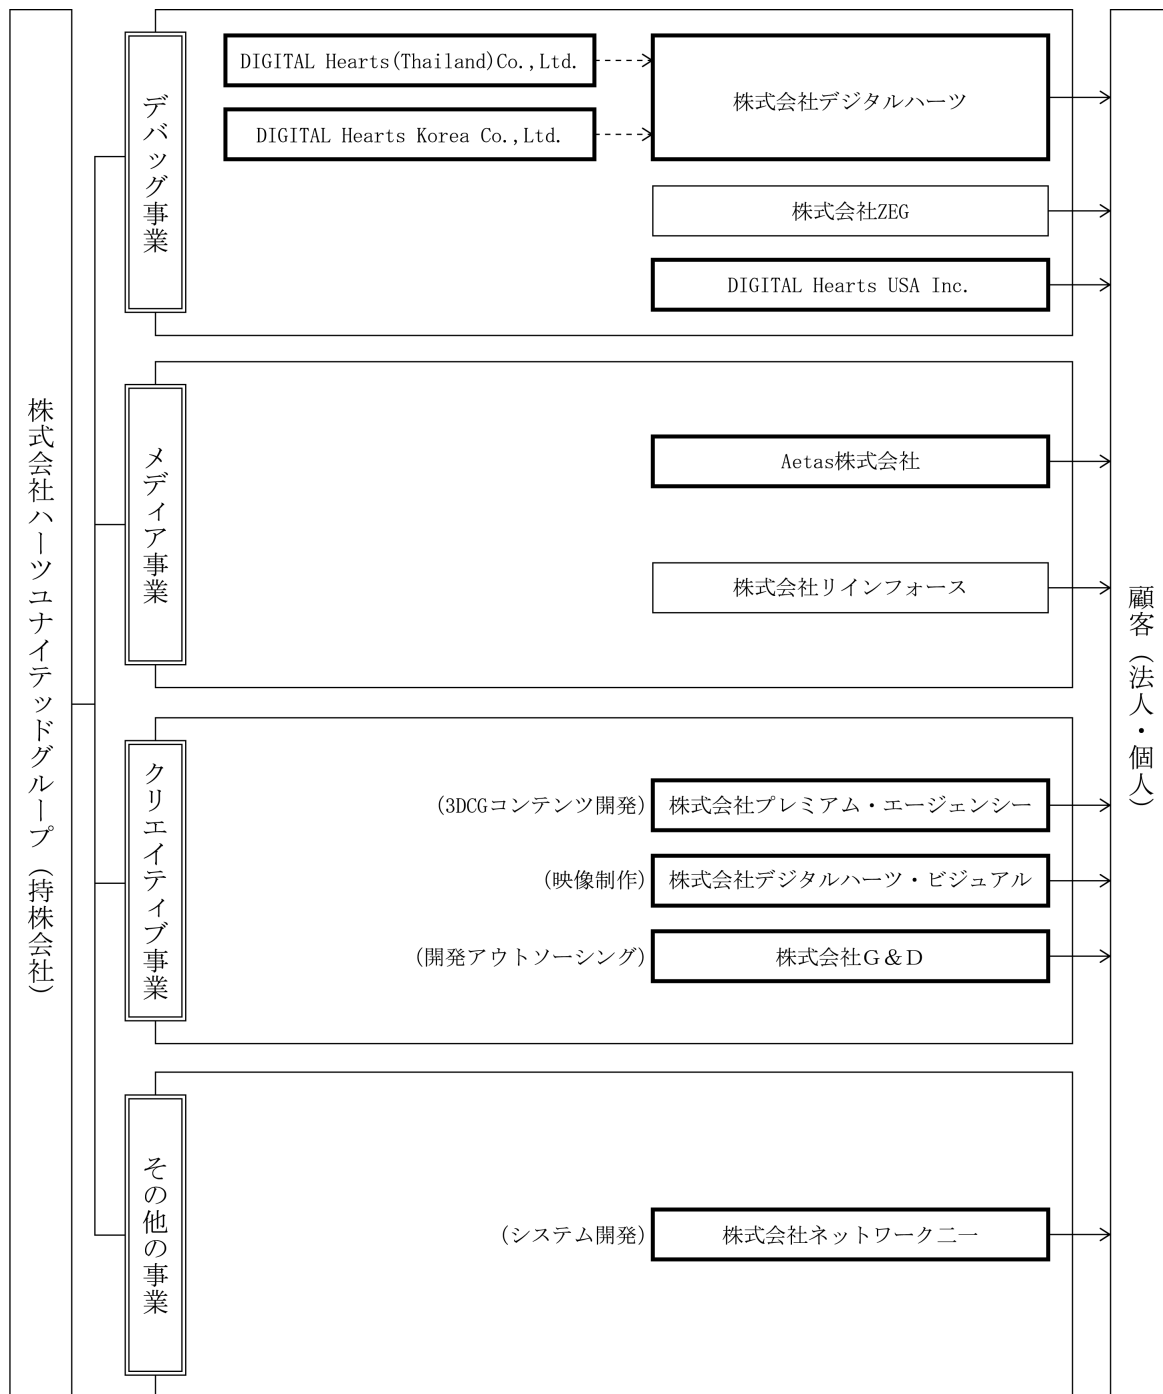 株式会社ハーツユナイテッドグループ（持株会社）
デバッグ事業
DIGITAL Hearts(Thailand)Co.,Ltd.
DIGITAL Hearts Korea Co.,Ltd.
株式会社デジタルハーツ
株式会社ZEG
DIGITAL Hearts USA Inc.
メディア事業
Aetas株式会社
株式会社リインフォース
クリエイティブ事業
(3DCGコンテンツ開発)
株式会社プレミアム・エージェンシー
(映像制作)
株式会社デジタルハーツ・ビジュアル
(開発アウトソーシング)
株式会社Ｇ＆Ｄ
その他の事業
(システム開発)
株式会社ネットワーク二一
顧客（法人・個人）